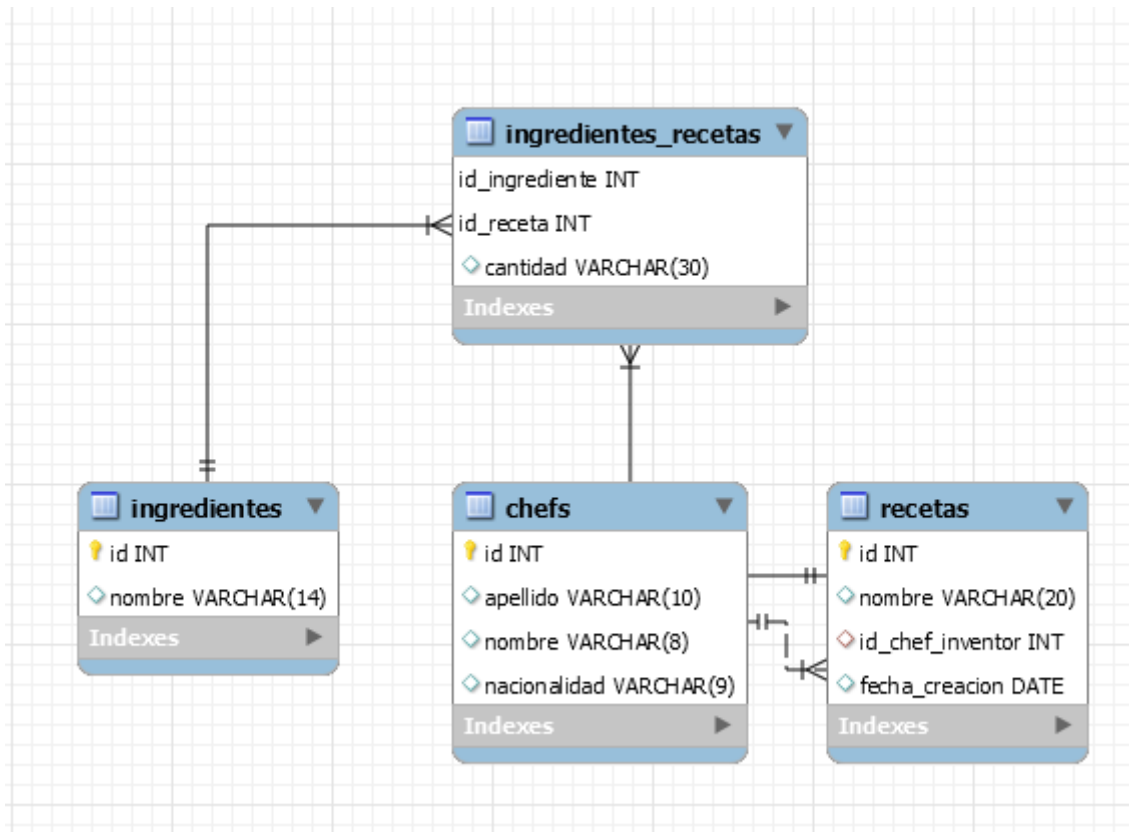 ingredientes_recetas
id_ingrediente INT
id_receta INT
cantidad VARCHAR(30)
Indexes
ingredientes
id INT
nombre VARCHAR(14)
Indexes
chefs
id INT
apellido VARCHAR(10)
nombre VARCHAR(8)
nacionalidad VARCHAR(9)
Indexes
recetas
id INT
nombre VARCHAR(20)
id_chef_inventor INT
fecha_creacion DATE
Indexes